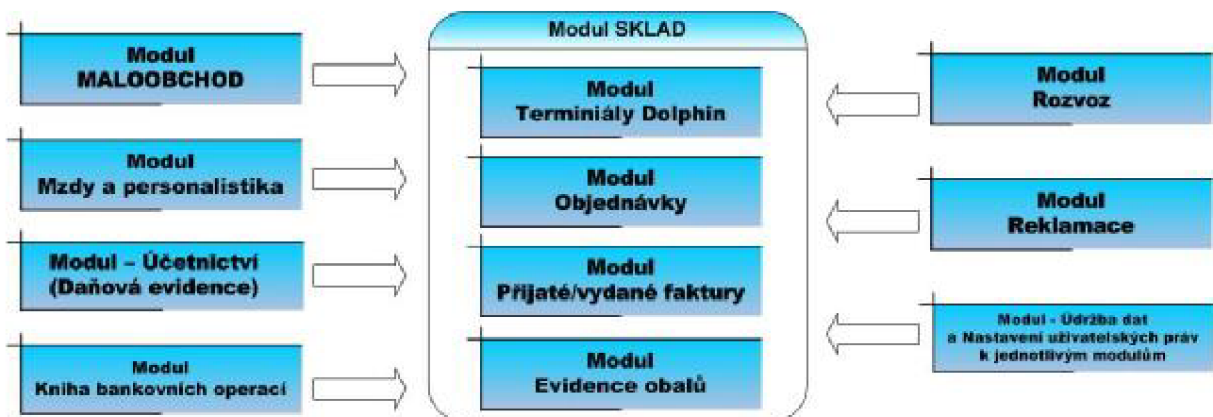 Modul
MALOOBCHOD
Modul
Mzdy a personalistika
Modul – Účetnictví
(Daňová evidence)
Modul
Kniha bankovních operací
Modul SKLAD
Modul
Terminiály Dolphin
Modul
Objednávky
Modul
Přijaté/vydané faktury
Modul
Evidence obalů
Modul
Rozvoz
Modul
Reklamace
Modul - Údržba dat
a Nastavení uživatelských práv
k jednotlivým modulům